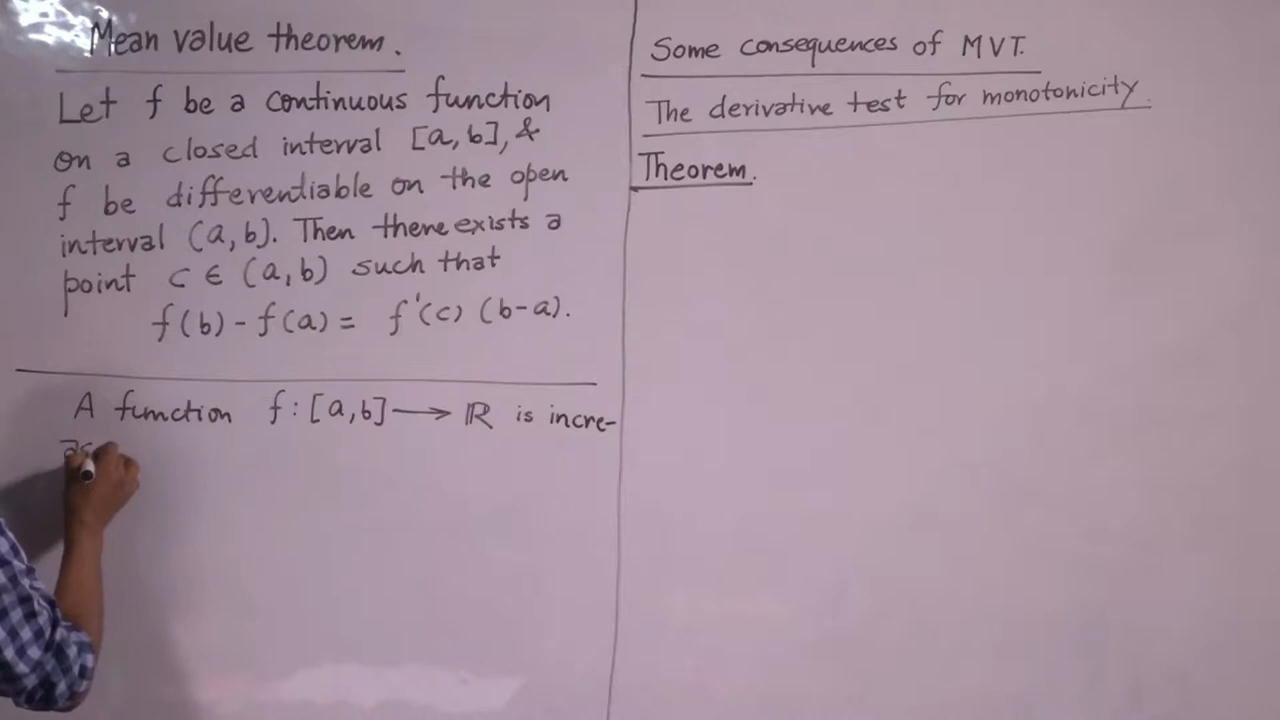 Mean value theorem.
Let f be a continuous function
on a closed interval [a, b], &
f be differentiable on the open
interval (a, b). Then there exists a
point c ∈ (a, b) such that
f(b) - f(a) = f'(c) (b-a).
A function f : [a, b] ⟶ ℝ is incre-
as
Some consequences of MVT.
The derivative test for monotonicity.
Theorem.